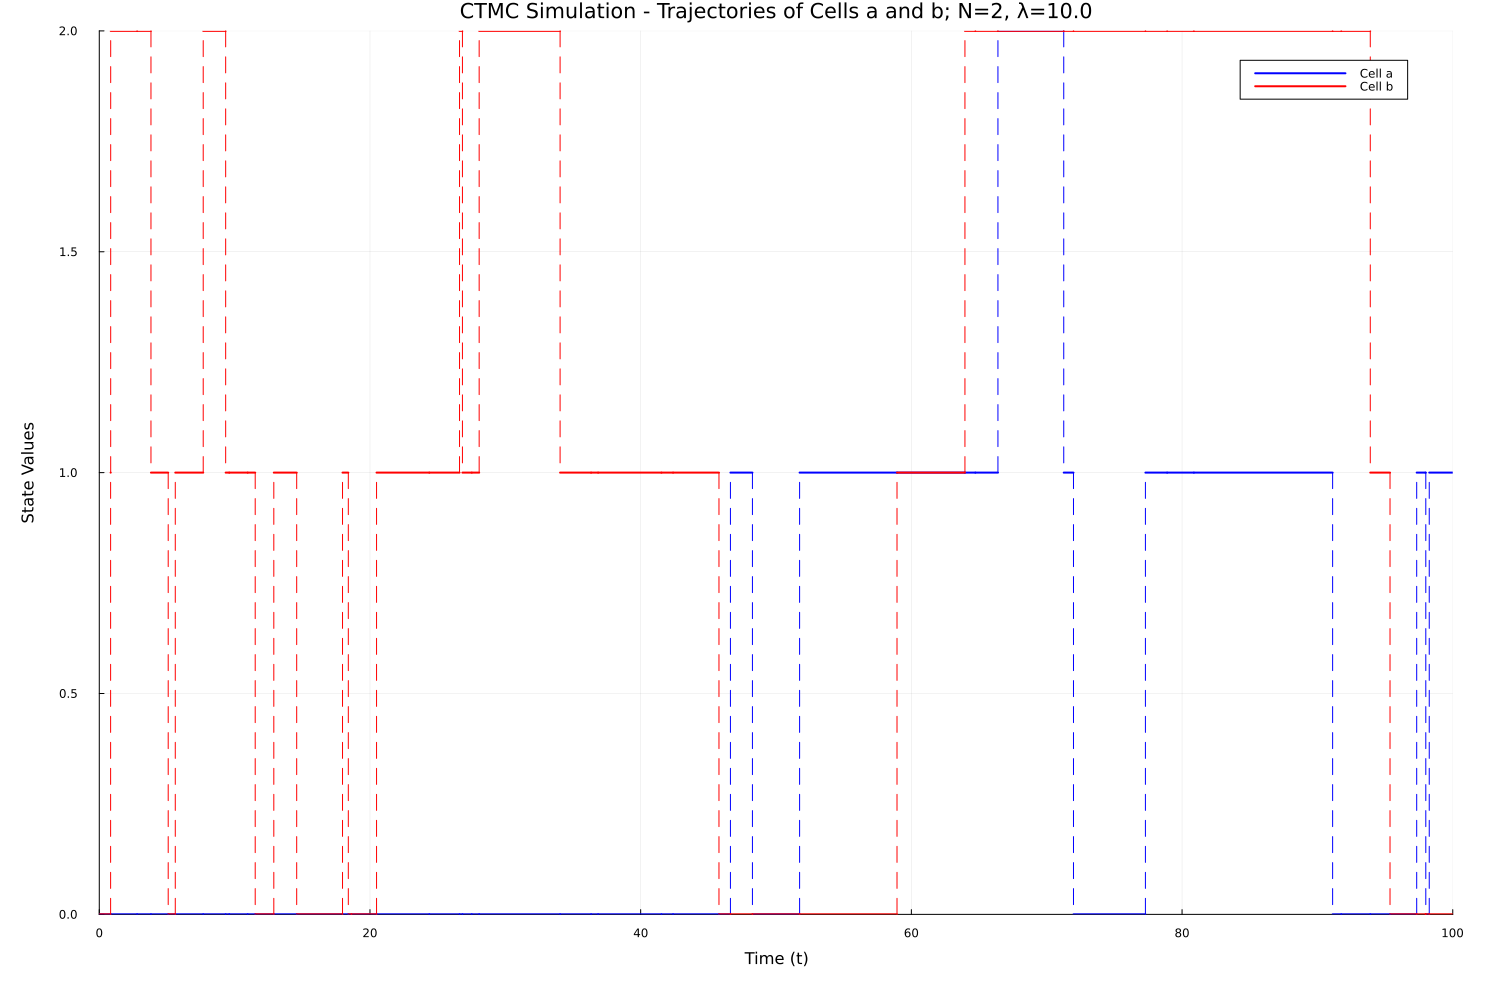 CTMC Simulation - Trajectories of Cells a and b; N=2, λ=10.0
2.0
Cell a
Cell b
1.5
State Values
1.0
0.5
0.0
0 20 40 60 80 100
Time (t)